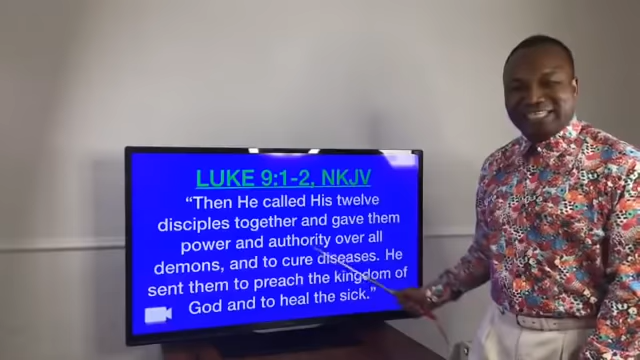 LUKE 9:1-2, NKJV
“Then He called His twelve
disciples together and gave them
power and authority over all
demons, and to cure diseases. He
sent them to preach the kingdom of
God and to heal the sick.”